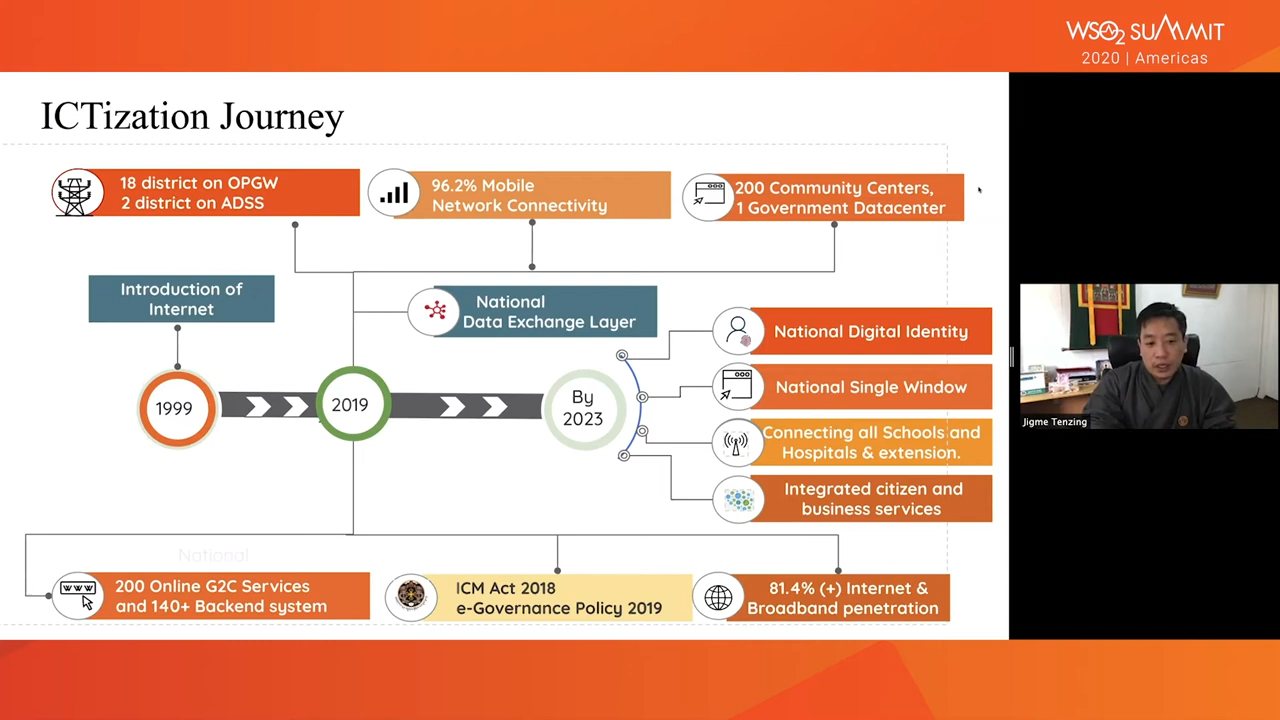 WSO2 SUMMIT
2020 | Americas
ICTization Journey
18 district on OPGW
2 district on ADSS
96.2% Mobile
Network Connectivity
200 Community Centers,
1 Government Datacenter
Introduction of
Internet
National
Data Exchange Layer
1999
2019
By
2023
National Digital Identity
National Single Window
Connecting all Schools and
Hospitals & extension.
Integrated citizen and
business services
Jigme Tenzing
National
200 Online G2C Services
and 140+ Backend system
WWW
ICM Act 2018
e-Governance Policy 2019
81.4% (+) Internet &
Broadband penetration